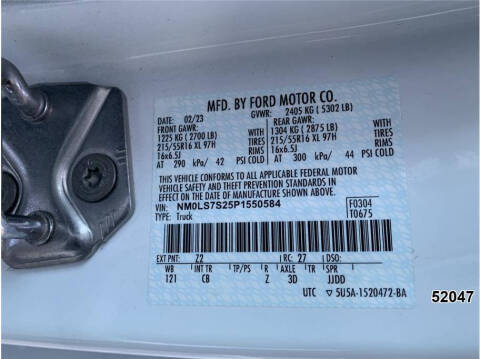 MFD. BY FORD MOTOR CO.
DATE: 02/23 GVWR: 2405 KG (5302 LB)
FRONT GAWR: REAR GAWR:
1225 KG (2700 LB) WITH 1304 KG (2875 LB) WITH
215/55R16 XL 97H TIRES 215/55R16 XL 97H TIRES
16x6.5J RIMS 16x6.5J RIMS
AT 290 kPa/ 42 PSI COLD AT 300 kPa/ 44 PSI COLD
THIS VEHICLE CONFORMS TO ALL APPLICABLE FEDERAL MOTOR
VEHICLE SAFETY AND THEFT PREVENTION STANDARDS IN EFFECT ON
THE DATE OF MANUFACTURE SHOWN ABOVE.
VIN: NM0LS7S25P1550584 F0304
TYPE: Truck T0675
EXT PNT: Z2 RC: 27 DSO:
WB INT TR TP/PS R AXLE TR SPR
121 CB Z 3D JJDD
UTC 5U5A-1520472-BA
52047